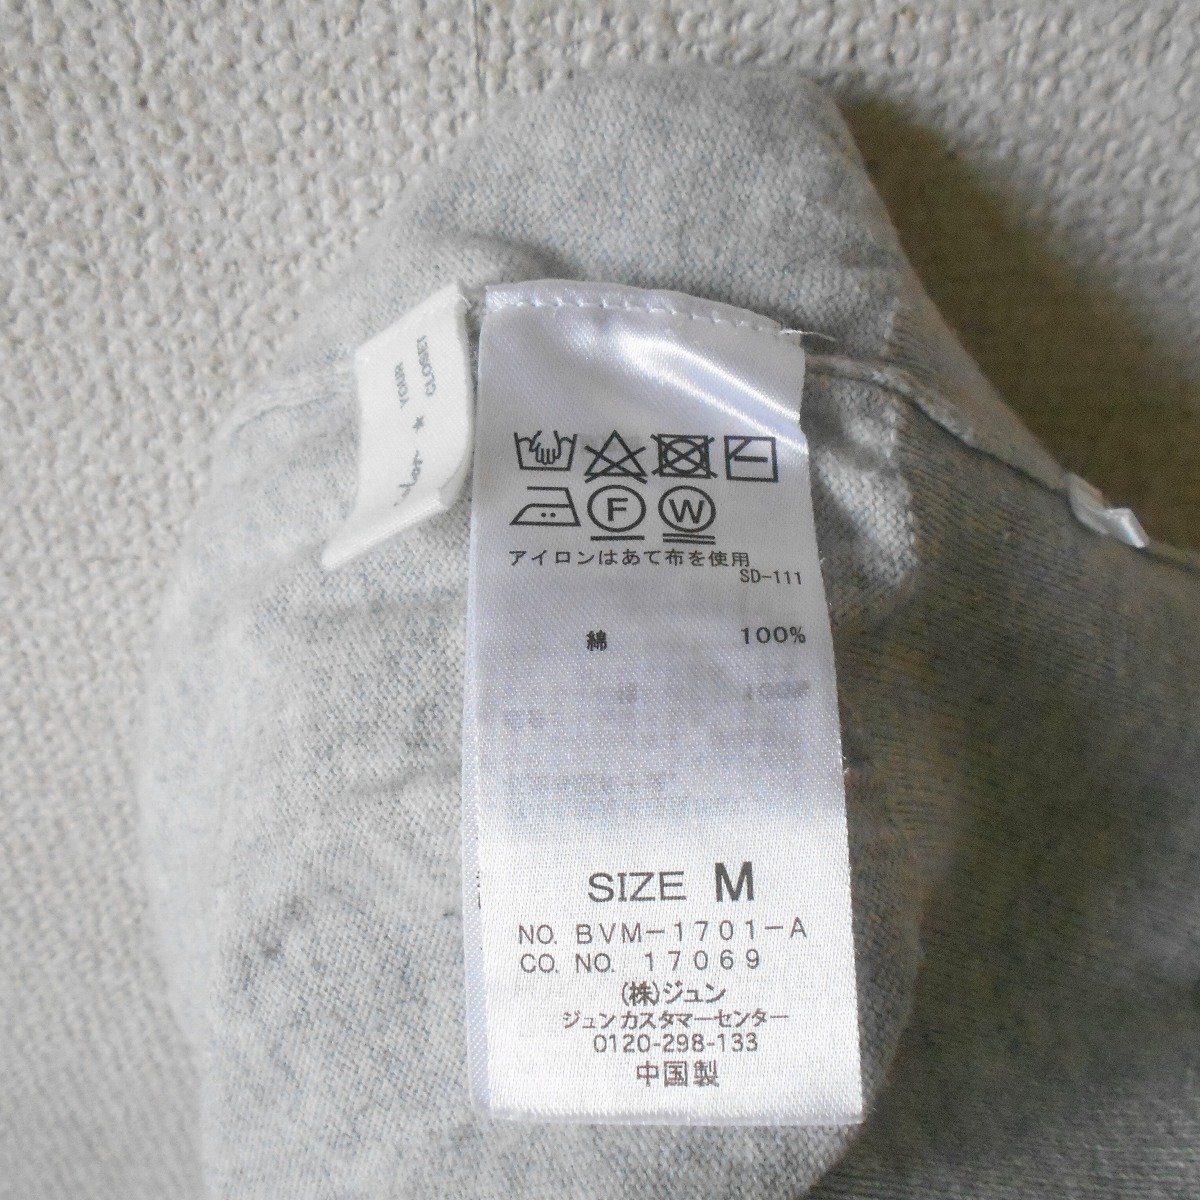 YOUR
★ CLOSET
F W
アイロンはあて布を使用
SD-111
綿 100%
SIZE M
NO. BVM-1701-A
CO. NO. 17069
(株)ジュン
ジュンカスタマーセンター
0120-298-133
中国製